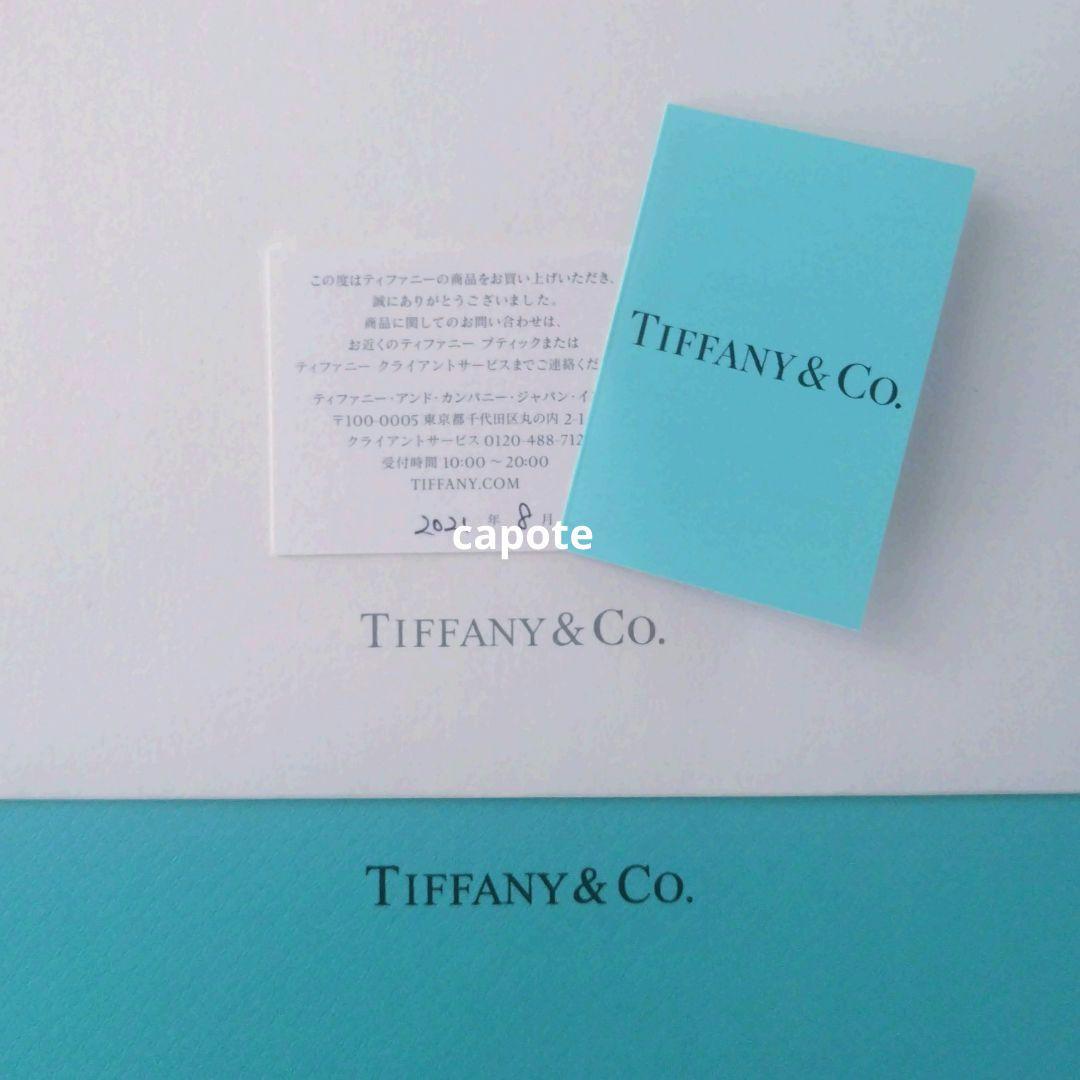 この度はティファニーの商品をお買い上げいただき、
誠にありがとうございました。
商品に関してのお問い合わせは、
お近くのティファニー ブティックまたは
ティファニー クライアントサービスまでご連絡くだ
ティファニー・アンド・カンパニー・ジャパン・イ
〒100-0005 東京都千代田区丸の内 2-1
クライアントサービス 0120-488-712
受付時間 10:00 〜 20:00
TIFFANY.COM
2021 年 8 月
capote
TIFFANY & CO.
TIFFANY & CO.
TIFFANY & CO.